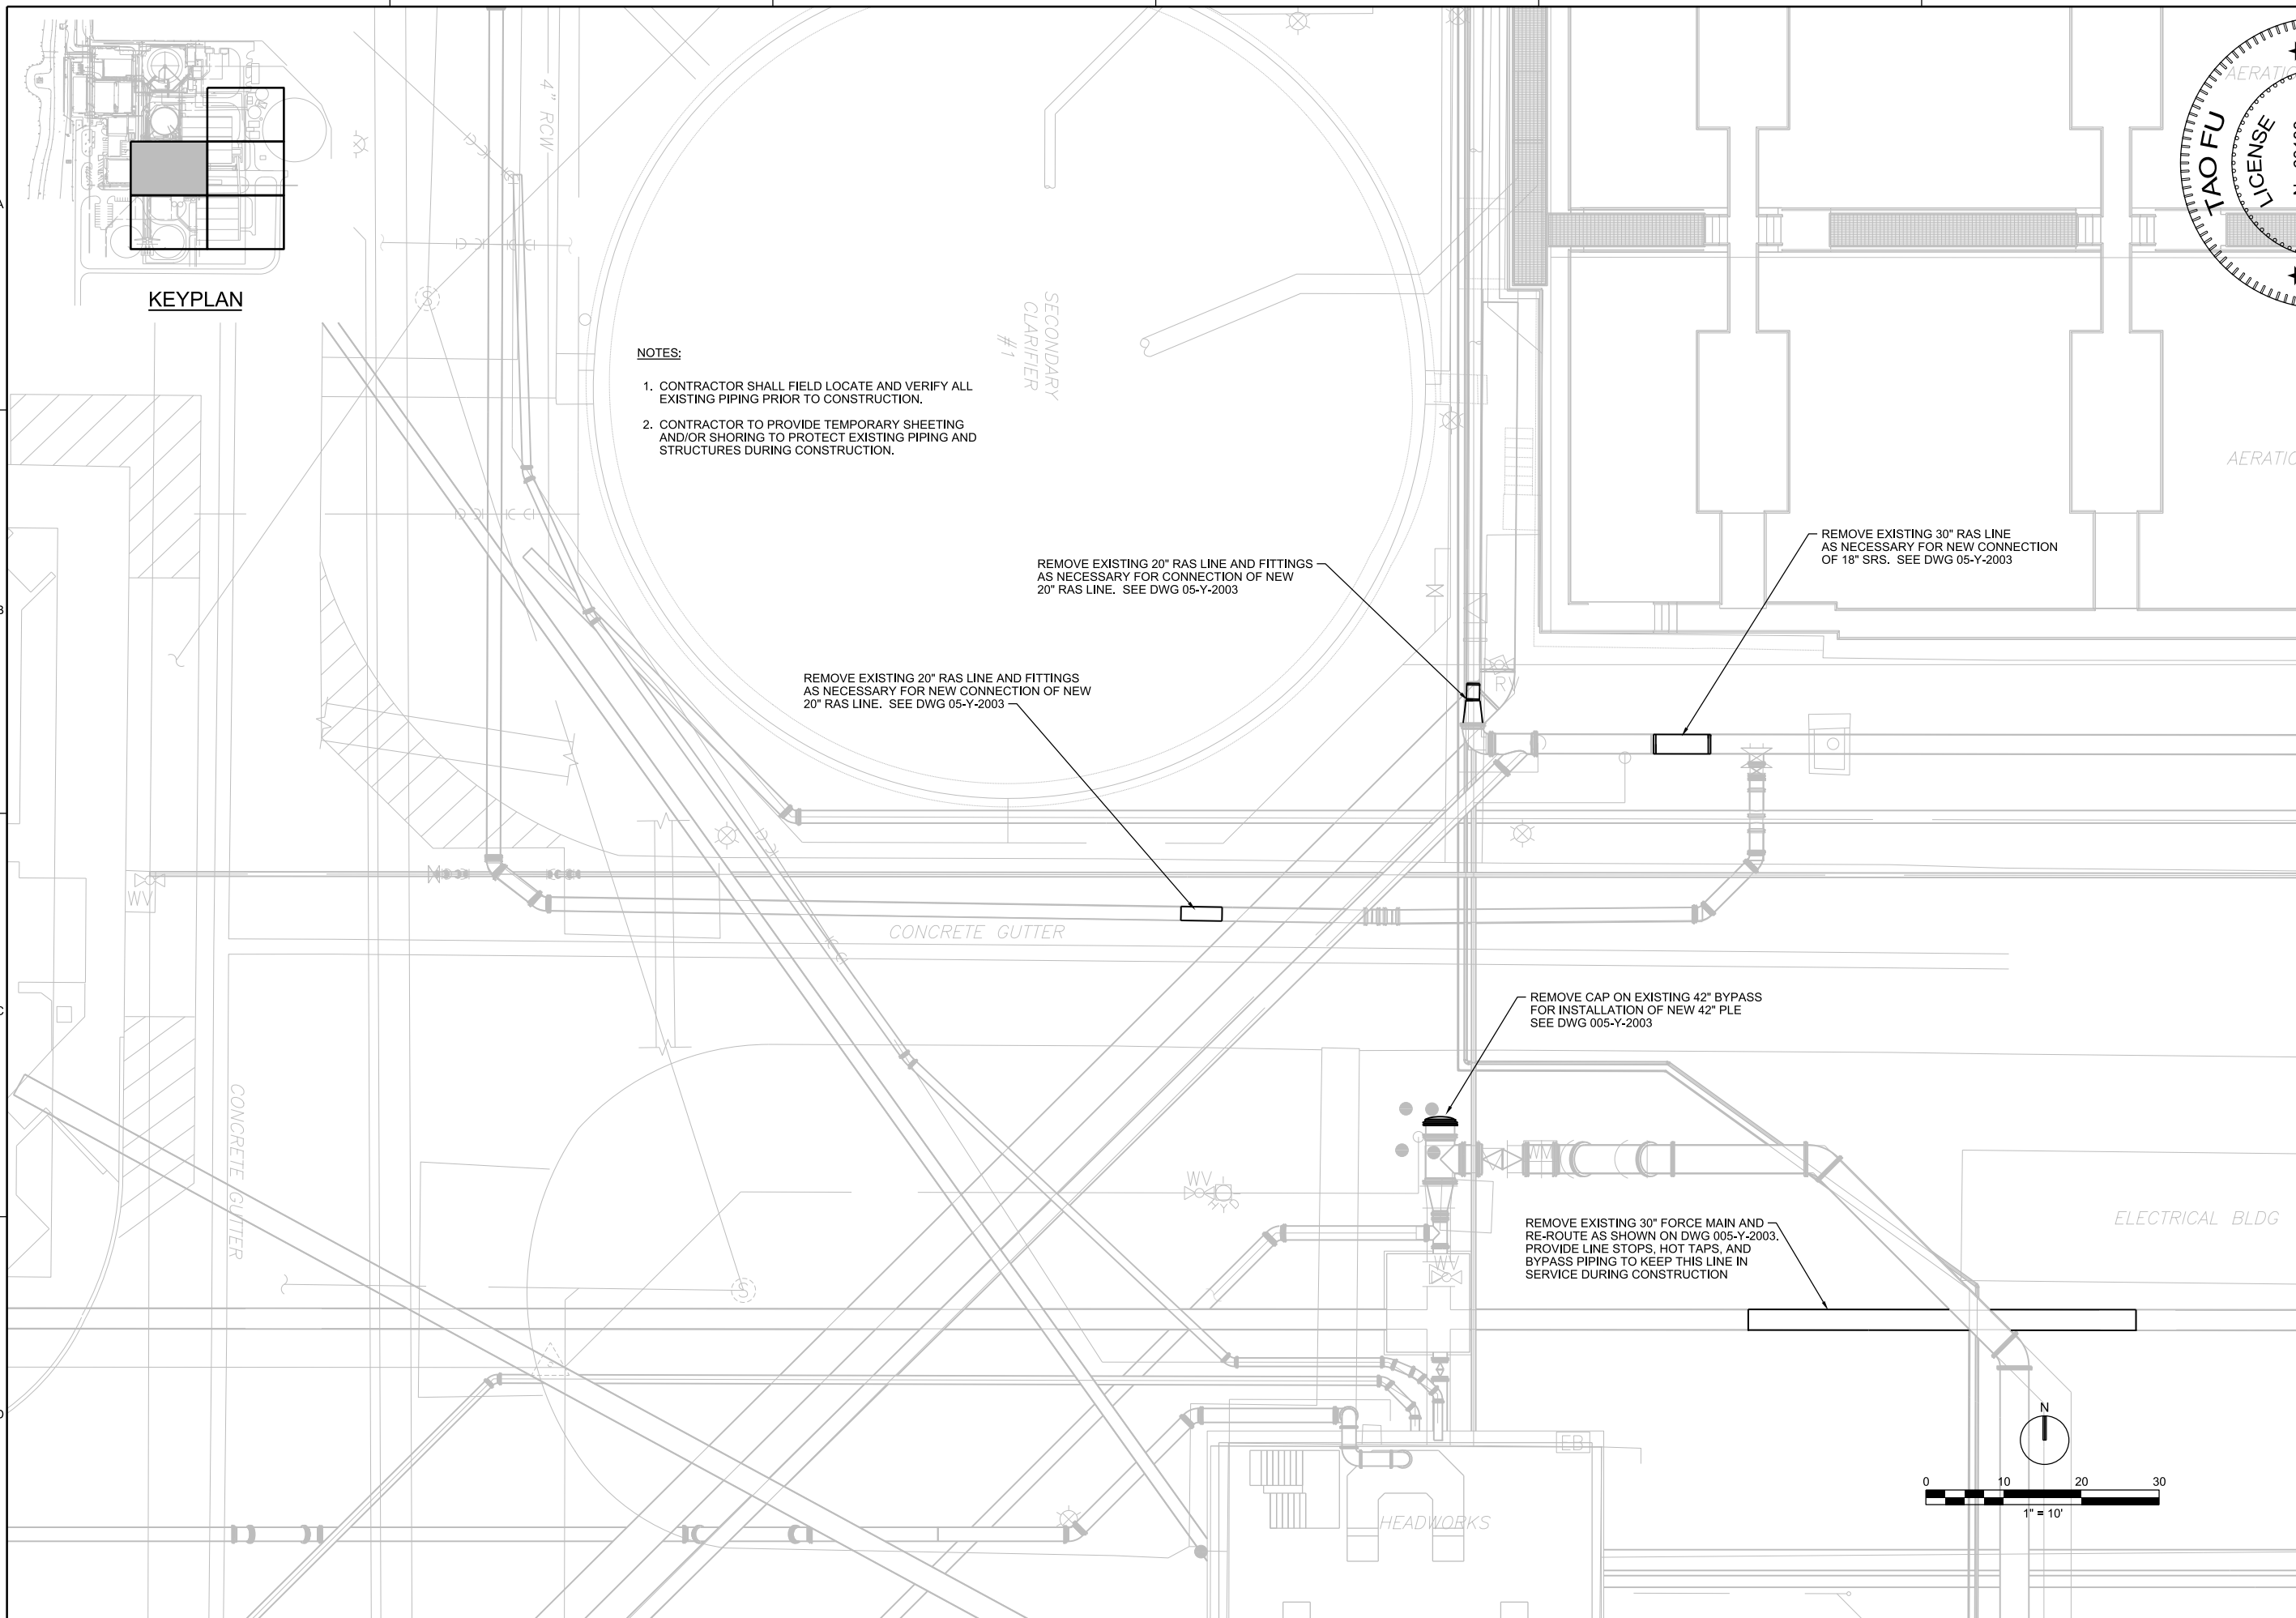 KEYPLAN
4" RCW
NOTES:
1. CONTRACTOR SHALL FIELD LOCATE AND VERIFY ALL
EXISTING PIPING PRIOR TO CONSTRUCTION.
2. CONTRACTOR TO PROVIDE TEMPORARY SHEETING
AND/OR SHORING TO PROTECT EXISTING PIPING AND
STRUCTURES DURING CONSTRUCTION.
SECONDARY
CLARIFIER
#1
TAO FU
LICENSE
REMOVE EXISTING 20" RAS LINE AND FITTINGS
AS NECESSARY FOR CONNECTION OF NEW
20" RAS LINE. SEE DWG 05-Y-2003
REMOVE EXISTING 30" RAS LINE
AS NECESSARY FOR NEW CONNECTION
OF 18" SRS. SEE DWG 05-Y-2003
REMOVE EXISTING 20" RAS LINE AND FITTINGS
AS NECESSARY FOR NEW CONNECTION OF NEW
20" RAS LINE. SEE DWG 05-Y-2003
RV
WV
CONCRETE GUTTER
REMOVE CAP ON EXISTING 42" BYPASS
FOR INSTALLATION OF NEW 42" PLE
SEE DWG 005-Y-2003
CONCRETE GUTTER
S
WV
WV
WV
REMOVE EXISTING 30" FORCE MAIN AND
RE-ROUTE AS SHOWN ON DWG 005-Y-2003.
PROVIDE LINE STOPS, HOT TAPS, AND
BYPASS PIPING TO KEEP THIS LINE IN
SERVICE DURING CONSTRUCTION
ELECTRICAL BLDG
S
EB
HEADWORKS
N
0 10 20 30
1" = 10'